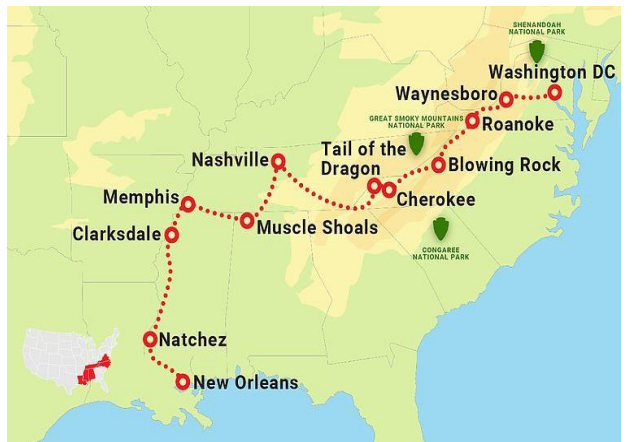 SHENANDOAH
NATIONAL PARK
Washington DC
Waynesboro
GREAT SMOKY MOUNTAINS
NATIONAL PARK
Roanoke
Nashville
Tail of the
Dragon
Blowing Rock
Memphis
Cherokee
Clarksdale
Muscle Shoals
CONGAREE
NATIONAL PARK
Natchez
New Orleans